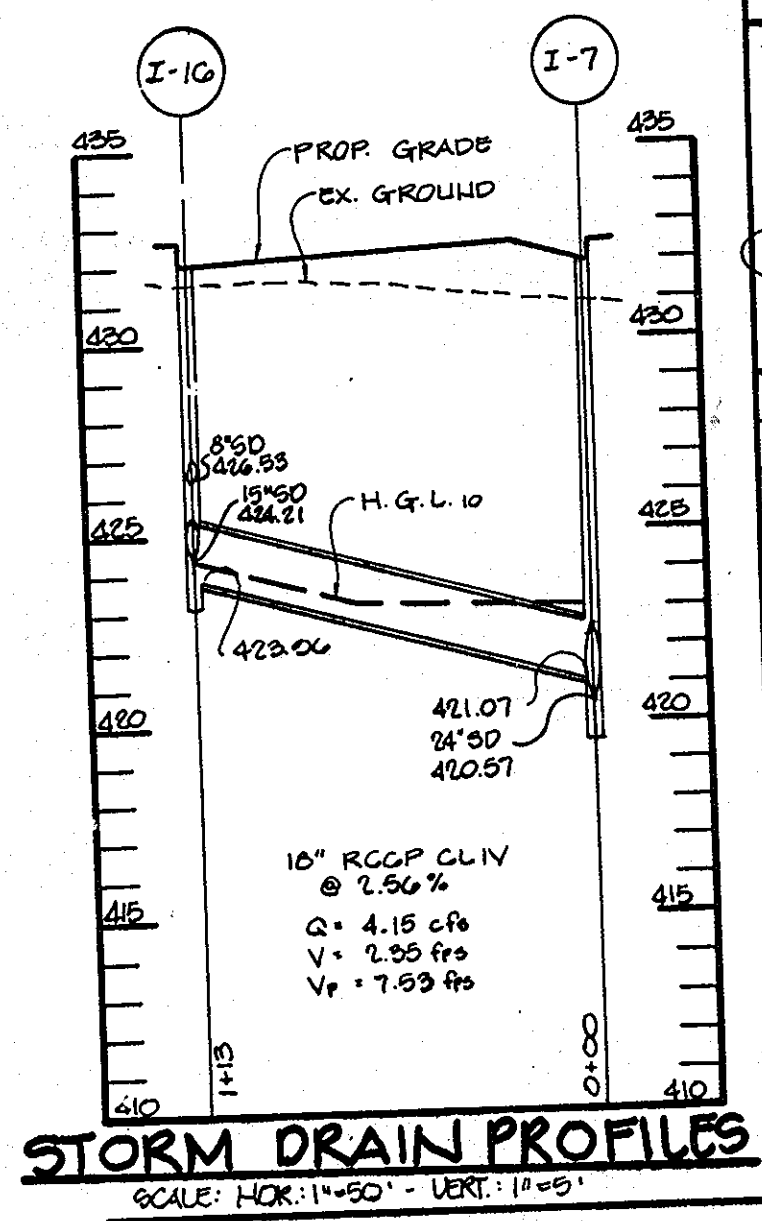 I-16
I-7
435
435
PROP. GRADE
EX. GROUND
430
430
8"SD
426.53
15"SD
424.21
H.G.L. 10
425
425
423.96
421.07
24"SD
420.57
420
420
18" RCCP CL IV
@ 2.56%
Q = 4.15 cfs
V = 2.35 fps
Vp = 7.53 fps
415
415
1+13
0+00
410
410
STORM DRAIN PROFILES
SCALE: HOR.: 1"=50' - VERT.: 1"=5'